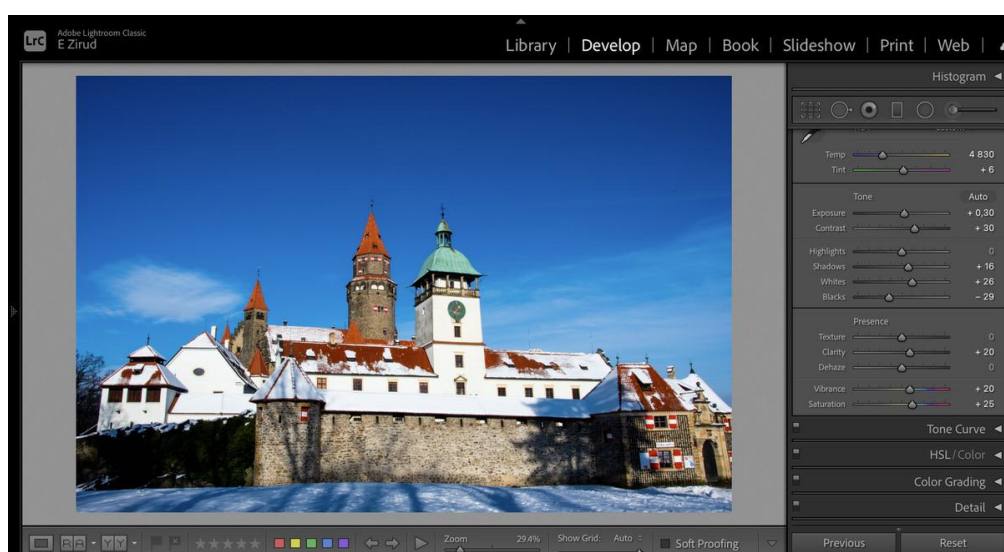 LrC
Adobe Lightroom Classic
E Zirud
Library | Develop | Map | Book | Slideshow | Print | Web |
Histogram
Temp 4 830
Tint + 6
Tone Auto
Exposure + 0,30
Contrast + 30
Highlights 0
Shadows + 16
Whites + 26
Blacks – 29
Presence
Texture 0
Clarity + 20
Dehaze 0
Vibrance + 20
Saturation + 25
Tone Curve
HSL / Color
Color Grading
Detail
RA YY Zoom 29.4% Show Grid: Auto Soft Proofing
Previous Reset